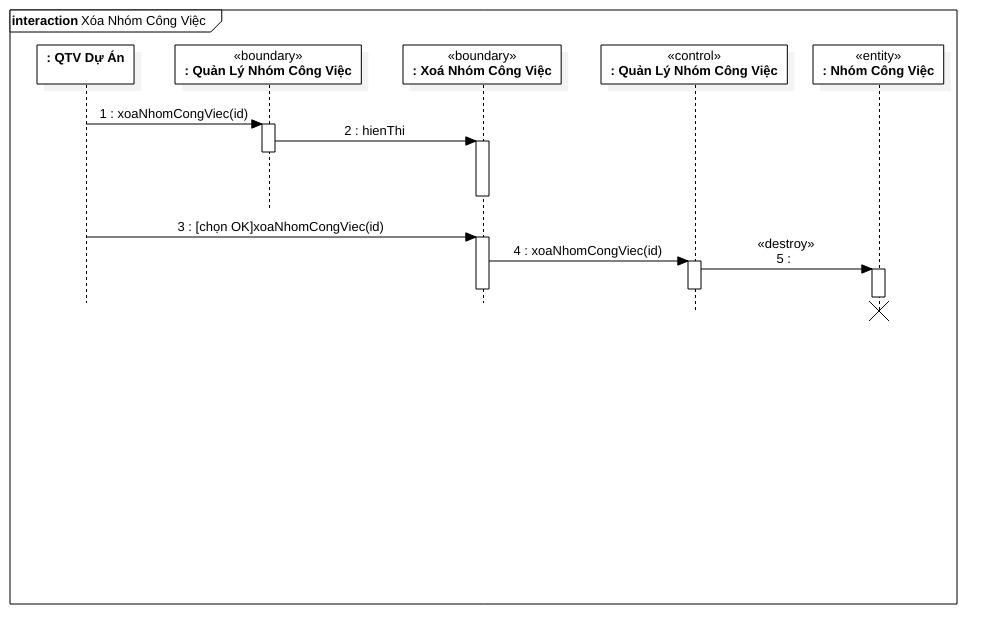 interaction Xóa Nhóm Công Việc
: QTV Dự Án
«boundary»
: Quản Lý Nhóm Công Việc
«boundary»
: Xoá Nhóm Công Việc
«control»
: Quản Lý Nhóm Công Việc
«entity»
: Nhóm Công Việc
1 : xoaNhomCongViec(id)
2 : hienThi
3 : [chọn OK]xoaNhomCongViec(id)
4 : xoaNhomCongViec(id)
«destroy»
5 :